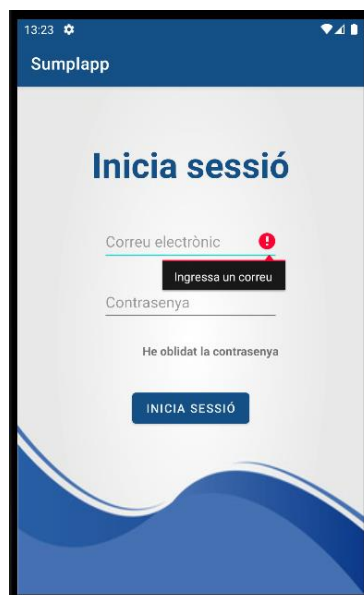 13:23
Sumplapp
Inicia sessió
Correu electrònic
Ingressa un correu
Contrasenya
He oblidat la contrasenya
INICIA SESSIÓ